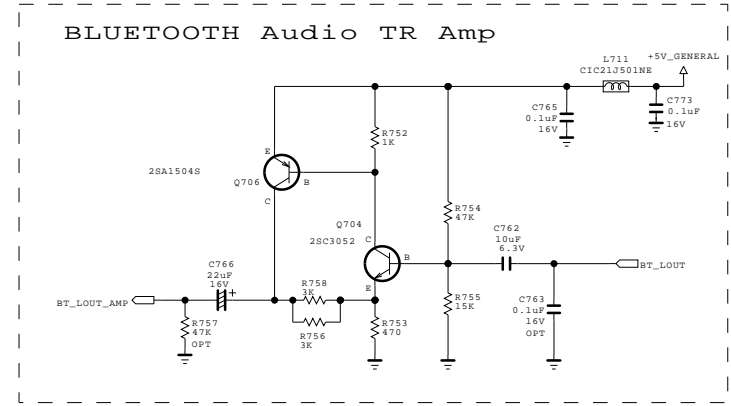 BLUETOOTH Audio TR Amp
L711
+5V_GENERAL
CIC21J501NE
C765
0.1uF
16V
C773
0.1uF
16V
R752
1K
E
2SA1504S
Q706
B
C
R754
47K
Q704
2SC3052
C
B
E
C762
10uF
6.3V
BT_LOUT
C766
22uF
16V
+
BT_LOUT_AMP
R758
3K
R756
3K
R757
47K
OPT
R753
470
R755
15K
C763
0.1uF
16V
OPT